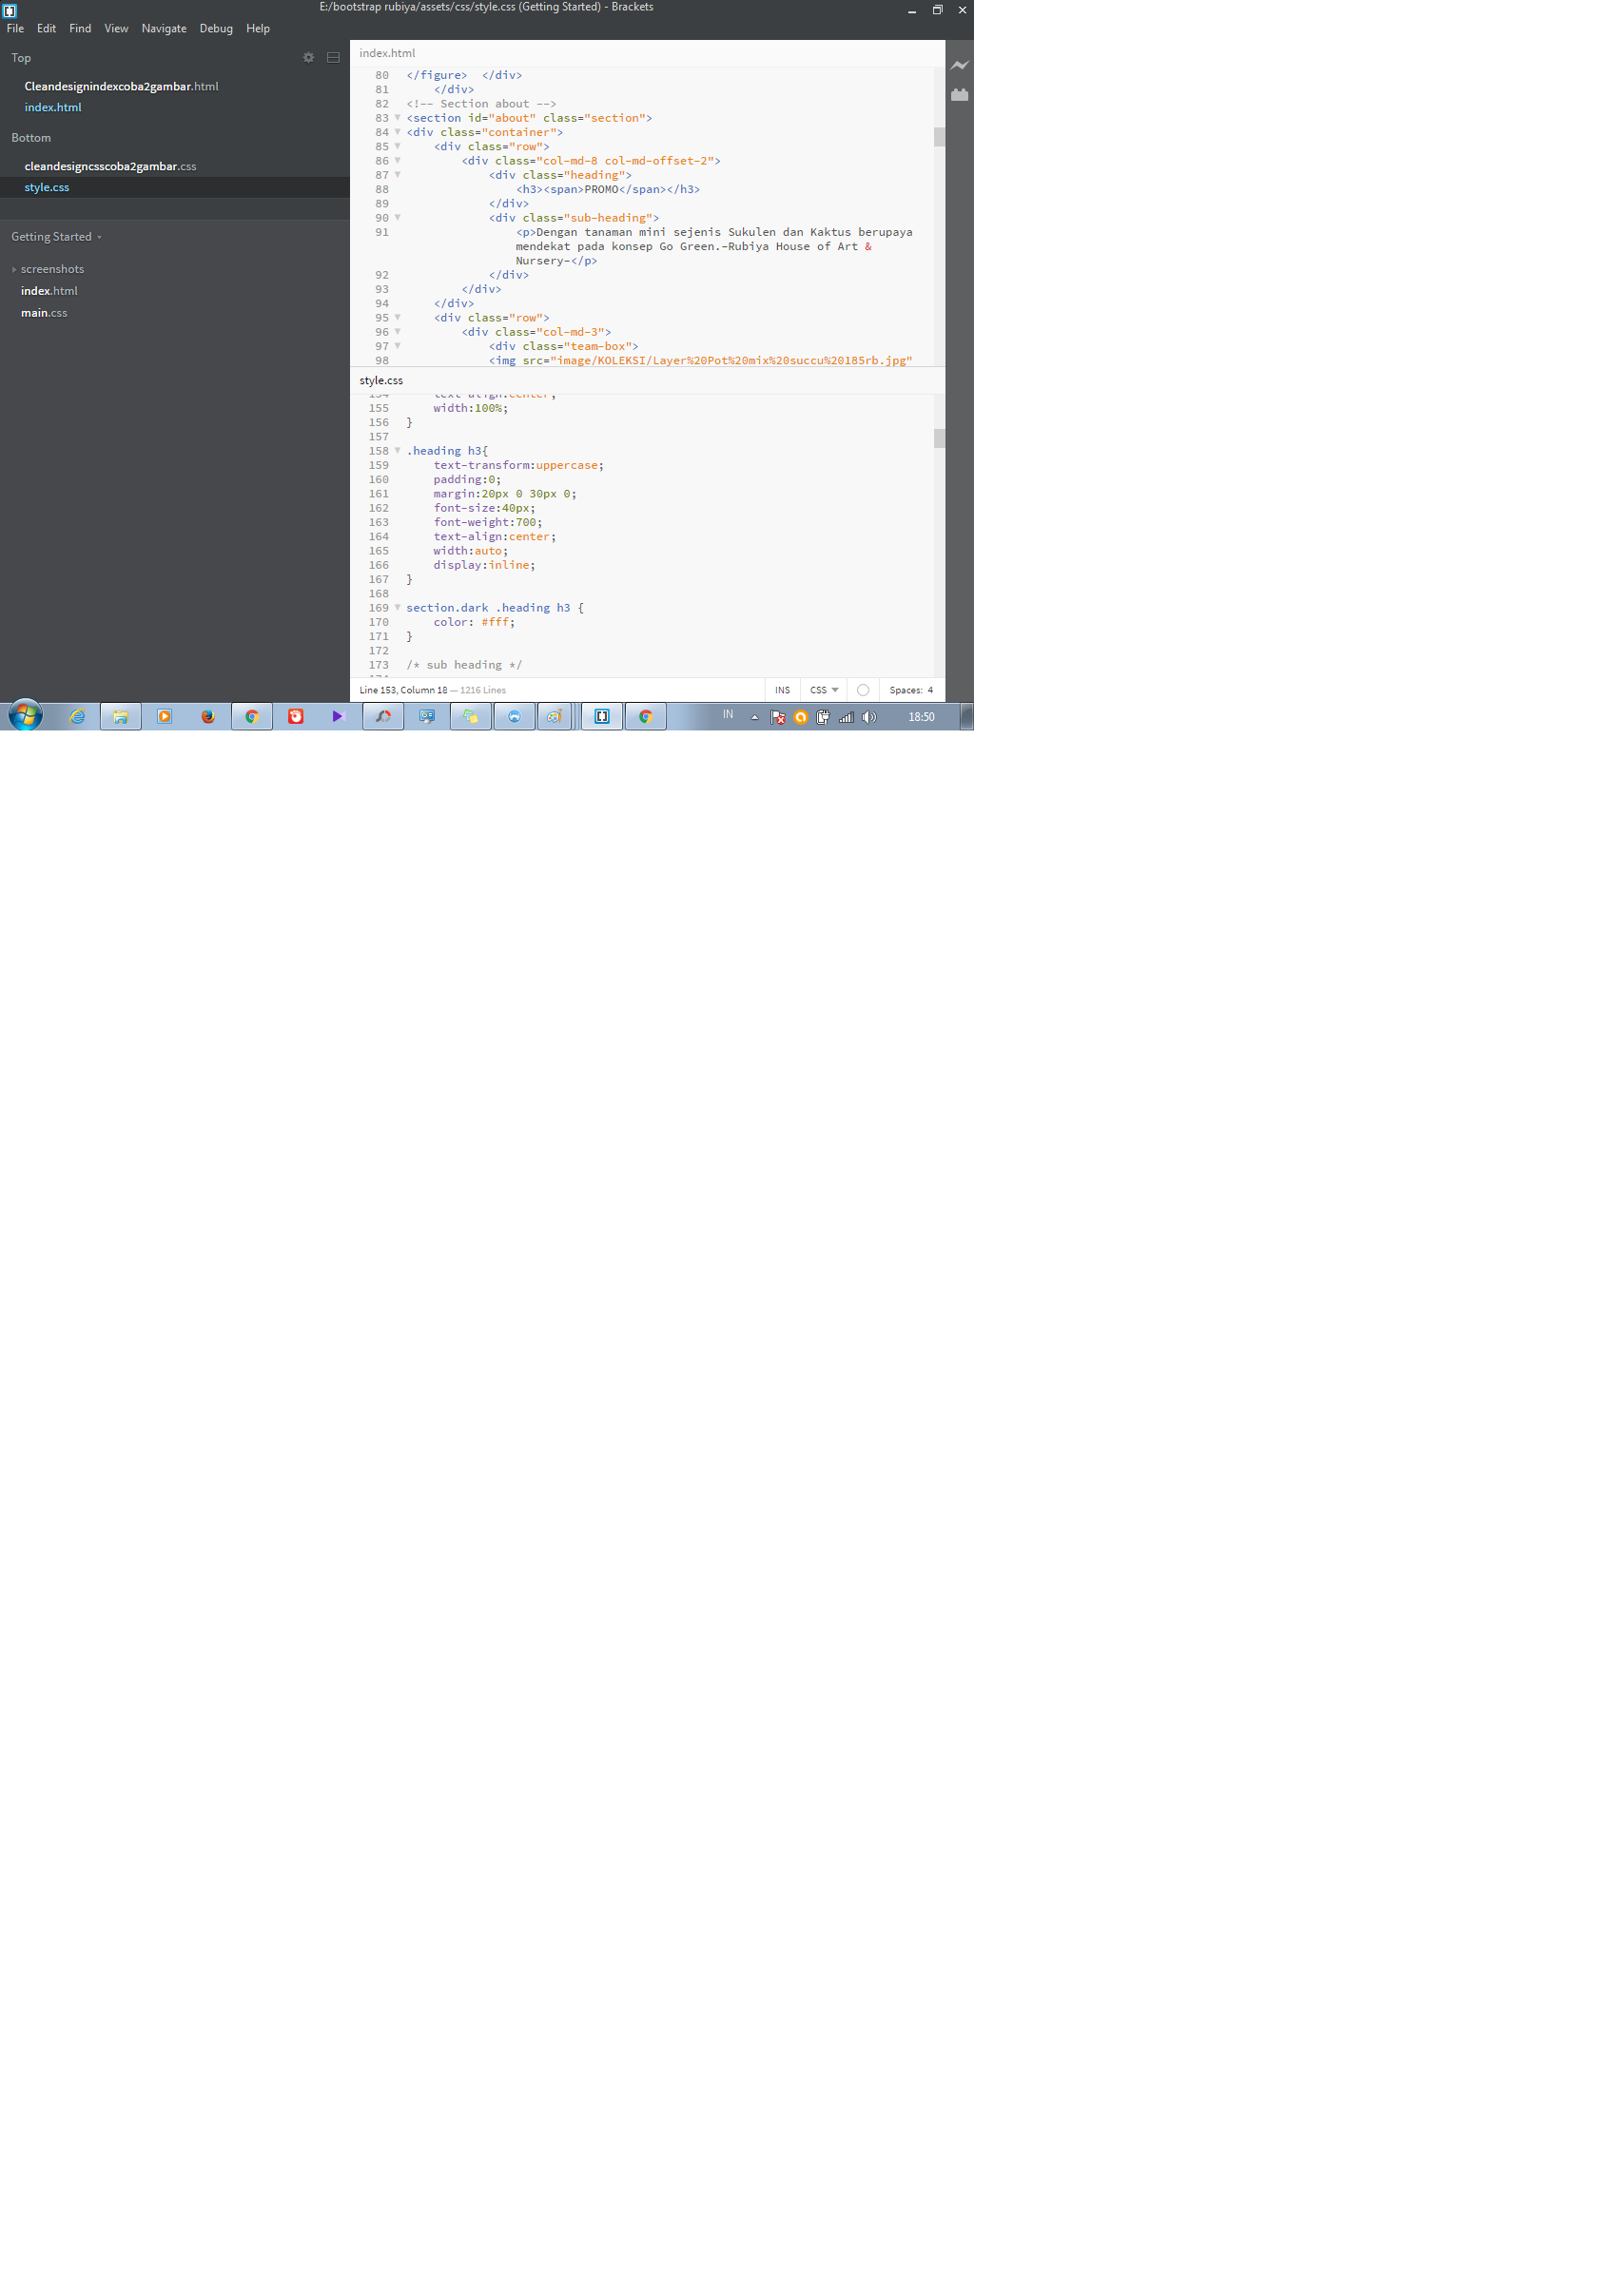 E:/bootstrap rubiya/assets/css/style.css (Getting Started) - Brackets
File Edit Find View Navigate Debug Help
Top
Cleandesignindexcoba2gambar.html
index.html
Bottom
cleandesigncsscoba2gambar.css
style.css
Getting Started
screenshots
index.html
main.css
index.html
80 </figure>  </div>
81     </div>
82 <!-- Section about -->
83 <section id="about" class="section">
84 <div class="container">
85     <div class="row">
86         <div class="col-md-8 col-md-offset-2">
87             <div class="heading">
88                 <h3><span>PROMO</span></h3>
89             </div>
90             <div class="sub-heading">
91                 <p>Dengan tanaman mini sejenis Sukulen dan Kaktus berupaya
mendekat pada konsep Go Green.-Rubiya House of Art &
Nursery-</p>
92             </div>
93         </div>
94     </div>
95     <div class="row">
96         <div class="col-md-3">
97             <div class="team-box">
98             <img src="image/KOLEKSI/Layer%20Pot%20mix%20succu%20185rb.jpg"
style.css
154     text-align:center;
155     width:100%;
156 }
157
158 .heading h3{
159     text-transform:uppercase;
160     padding:0;
161     margin:20px 0 30px 0;
162     font-size:40px;
163     font-weight:700;
164     text-align:center;
165     width:auto;
166     display:inline;
167 }
168
169 section.dark .heading h3 {
170     color: #fff;
171 }
172
173 /* sub heading */
Line 153, Column 18 — 1216 Lines
INS CSS Spaces: 4
IN 18:50